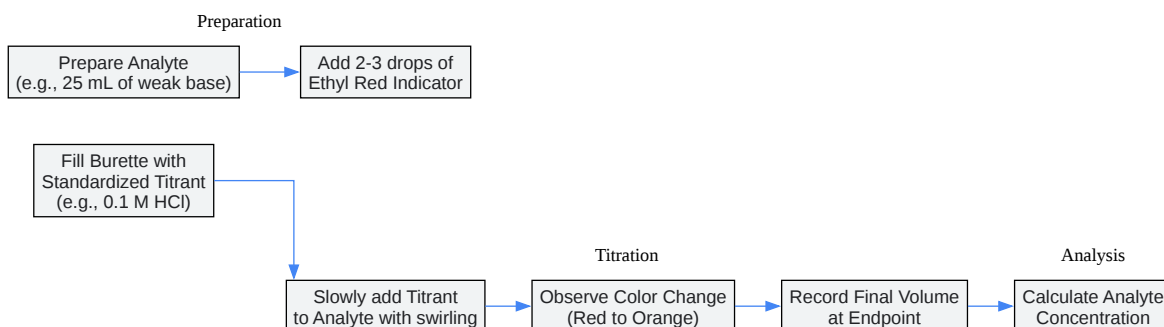 Preparation
Prepare Analyte
(e.g., 25 mL of weak base)
Add 2-3 drops of
Ethyl Red Indicator
Fill Burette with
Standardized Titrant
(e.g., 0.1 M HCl)
Titration
Analysis
Slowly add Titrant
to Analyte with swirling
Observe Color Change
(Red to Orange)
Record Final Volume
at Endpoint
Calculate Analyte
Concentration